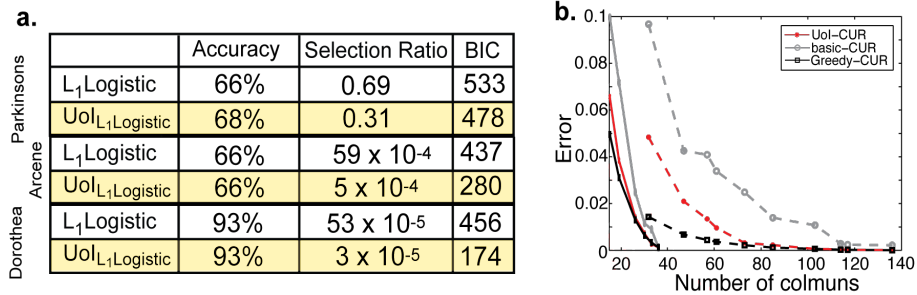 a.
Accuracy Selection Ratio BIC
Parkinsons
L1Logistic 66% 0.69 533
UoIL1Logistic 68% 0.31 478
Arcene
L1Logistic 66% 59 x 10-4 437
UoIL1Logistic 66% 5 x 10-4 280
Dorothea
L1Logistic 93% 53 x 10-5 456
UoIL1Logistic 93% 3 x 10-5 174
b.
0.1
0.08
0.06
0.04
0.02
0
Error
UoI-CUR
basic-CUR
Greedy-CUR
15 20 40 60 80 100 120 140
Number of colmuns